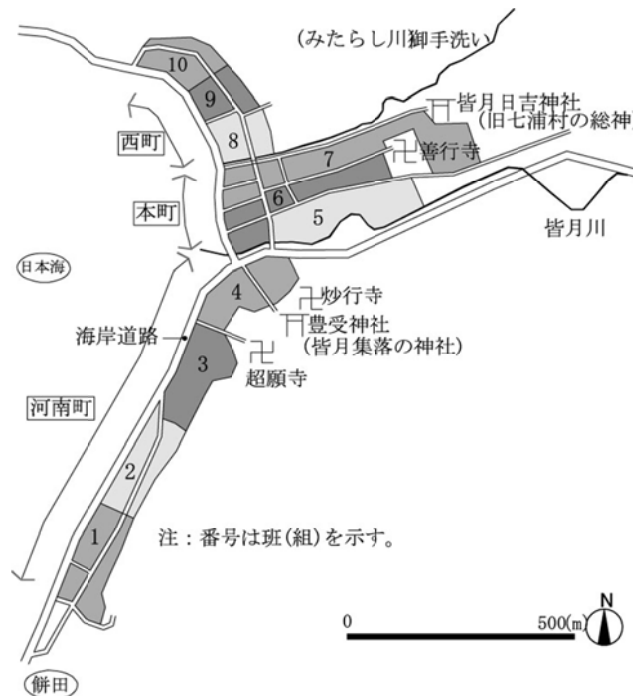 (みたらし川御手洗い
10
皆月日吉神社
(旧七浦村の総神)
9
西町
8
7
善行寺
本町
6
5
皆月川
日本海
4
炒行寺
豊受神社
(皆月集落の神社)
海岸道路
超願寺
3
河南町
2
1
注：番号は班(組)を示す。
N
0
500(m)
餅田